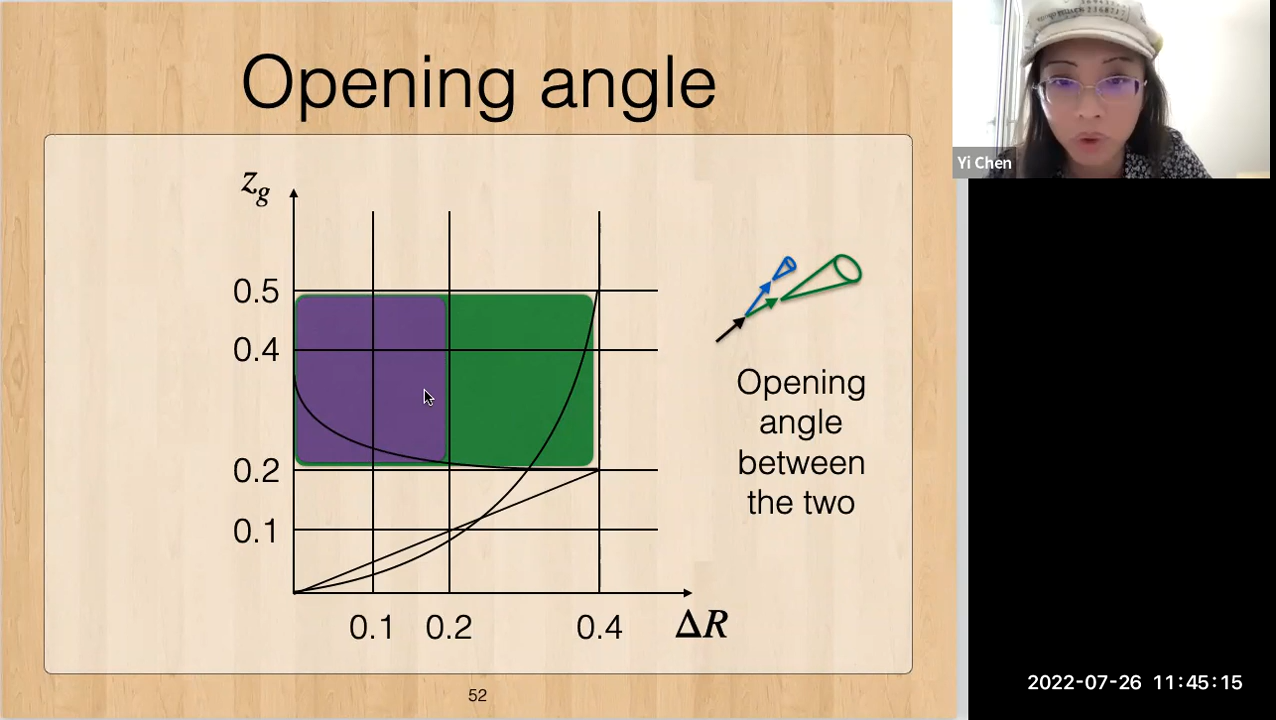 Opening angle
z_g
0.5
0.4
0.2
0.1
0.1 0.2 0.4 ΔR
Opening
angle
between
the two
52
Yi Chen
2022-07-26 11:45:15